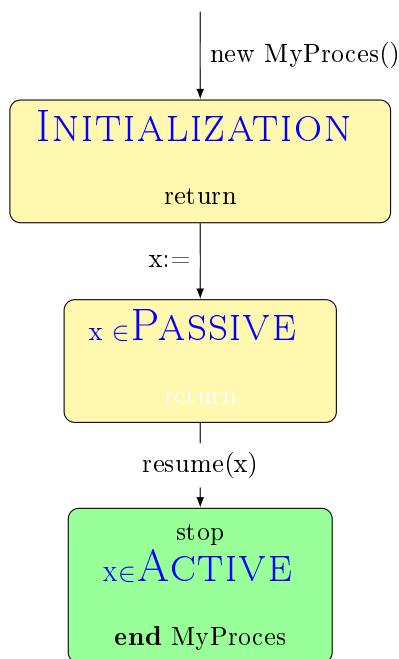 new MyProces()
INITIALIZATION
return
x:=
x ∈PASSIVE
return
resume(x)
stop
x∈ACTIVE
end MyProces